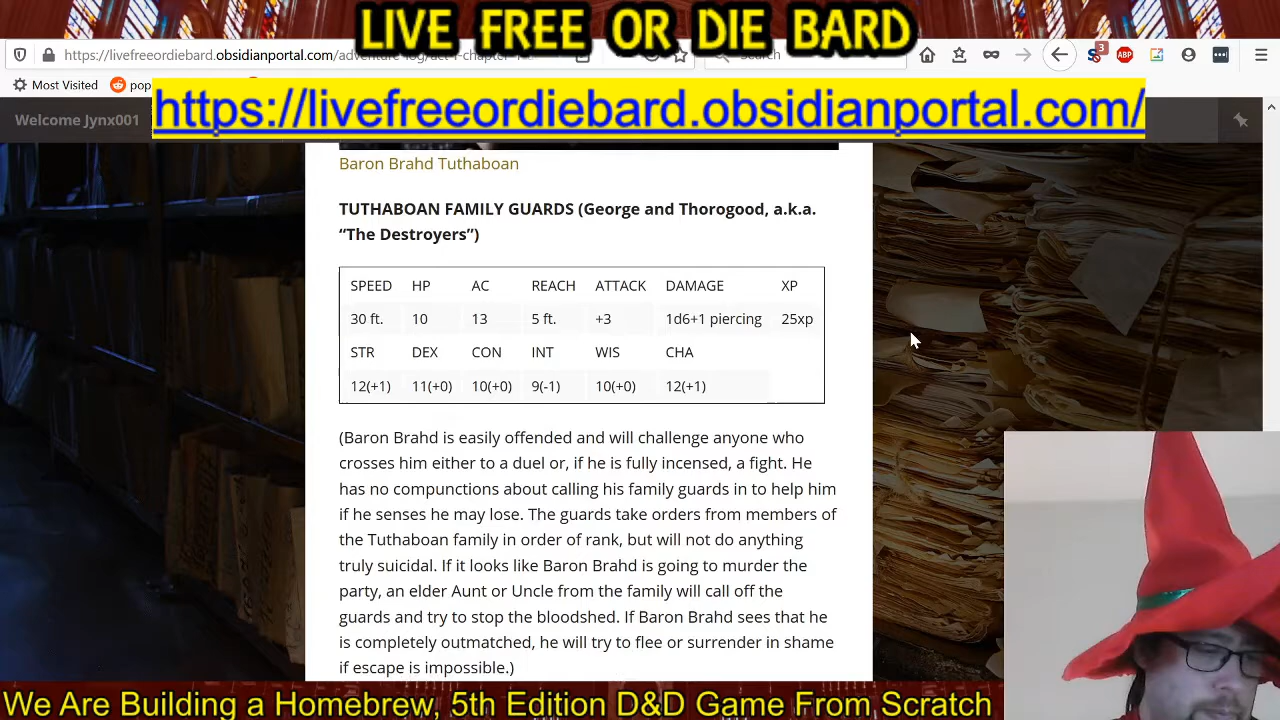 LIVE FREE OR DIE BARD
https://livefreeordiebard.obsidianportal.com/
Search
3
ABP
Most Visited
pop
https://livefreeordiebard.obsidianportal.com/
Welcome Jynx001
Baron Brahd Tuthaboan
TUTHABOAN FAMILY GUARDS (George and Thorogood, a.k.a.
“The Destroyers”)
SPEED HP AC REACH ATTACK DAMAGE XP
30 ft. 10 13 5 ft. +3 1d6+1 piercing 25xp
STR DEX CON INT WIS CHA
12(+1) 11(+0) 10(+0) 9(-1) 10(+0) 12(+1)
(Baron Brahd is easily offended and will challenge anyone who
crosses him either to a duel or, if he is fully incensed, a fight. He
has no compunctions about calling his family guards in to help him
if he senses he may lose. The guards take orders from members of
the Tuthaboan family in order of rank, but will not do anything
truly suicidal. If it looks like Baron Brahd is going to murder the
party, an elder Aunt or Uncle from the family will call off the
guards and try to stop the bloodshed. If Baron Brahd sees that he
is completely outmatched, he will try to flee or surrender in shame
if escape is impossible.)
We Are Building a Homebrew, 5th Edition D&D Game From Scratch